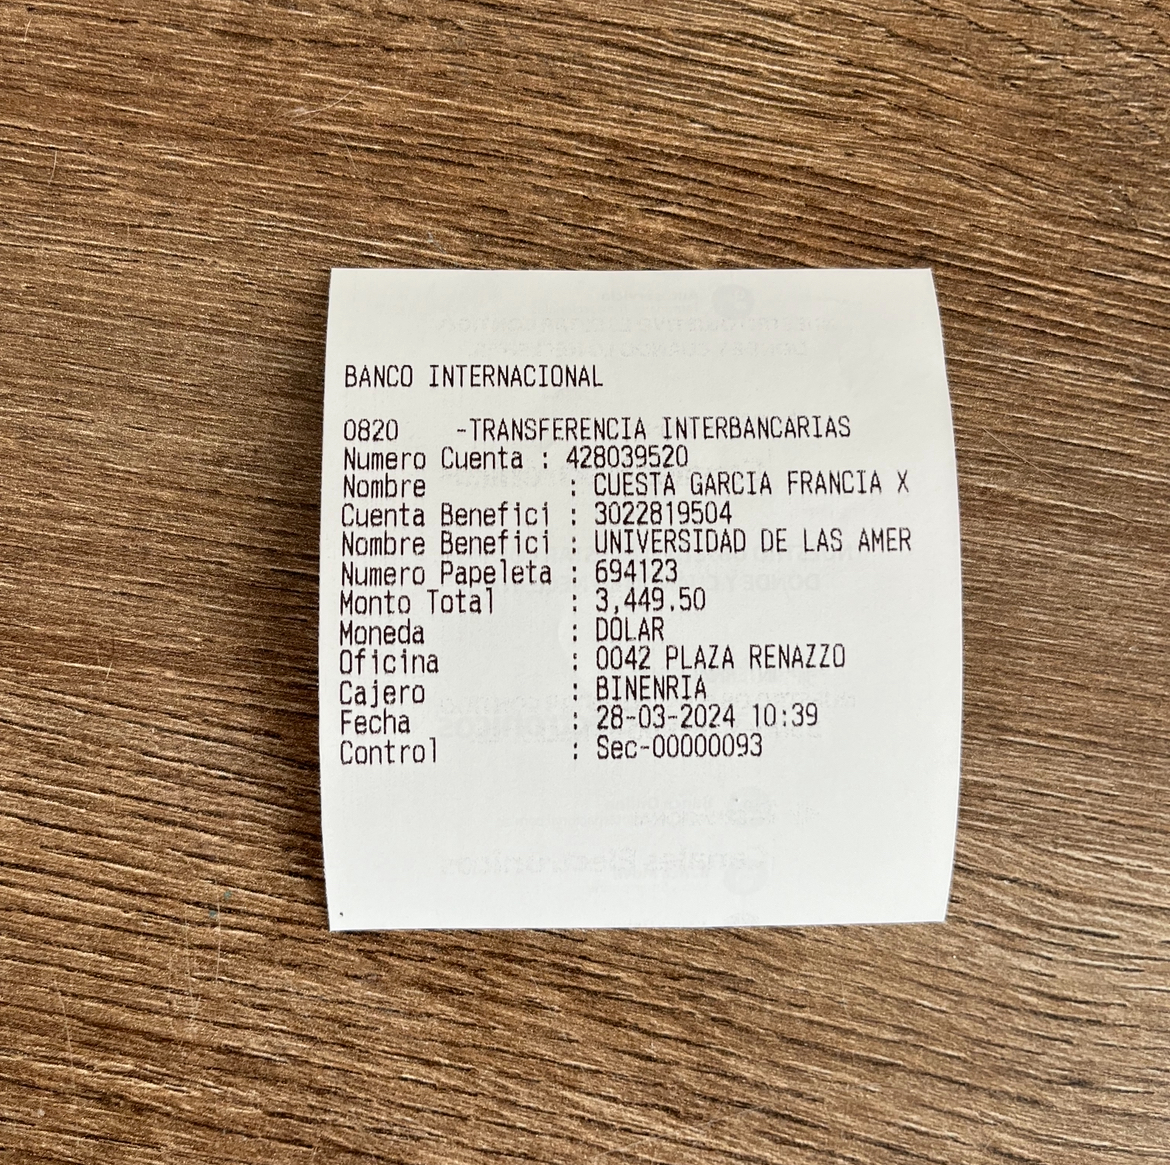 BANCO INTERNACIONAL
0820 -TRANSFERENCIA INTERBANCARIAS
Numero Cuenta : 428039520
Nombre : CUESTA GARCIA FRANCIA X
Cuenta Benefici : 3022819504
Nombre Benefici : UNIVERSIDAD DE LAS AMER
Numero Papeleta : 694123
Monto Total : 3,449.50
Moneda : DOLAR
Oficina : 0042 PLAZA RENAZZO
Cajero : BINENRIA
Fecha : 28-03-2024 10:39
Control : Sec-00000093